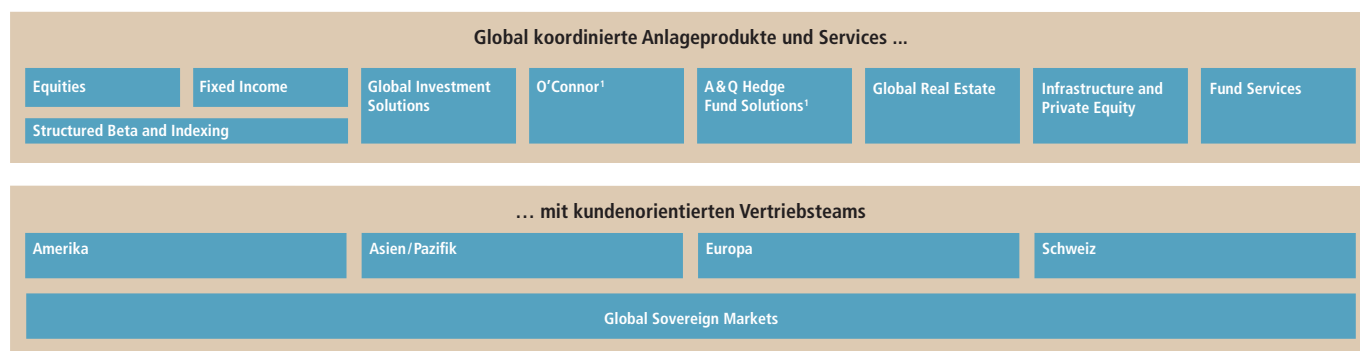 Global koordinierte Anlageprodukte und Services ...
Equities
Fixed Income
Structured Beta and Indexing
Global Investment
Solutions
O’Connor¹
A&Q Hedge
Fund Solutions¹
Global Real Estate
Infrastructure and
Private Equity
Fund Services
… mit kundenorientierten Vertriebsteams
Amerika
Asien/Pazifik
Europa
Schweiz
Global Sovereign Markets